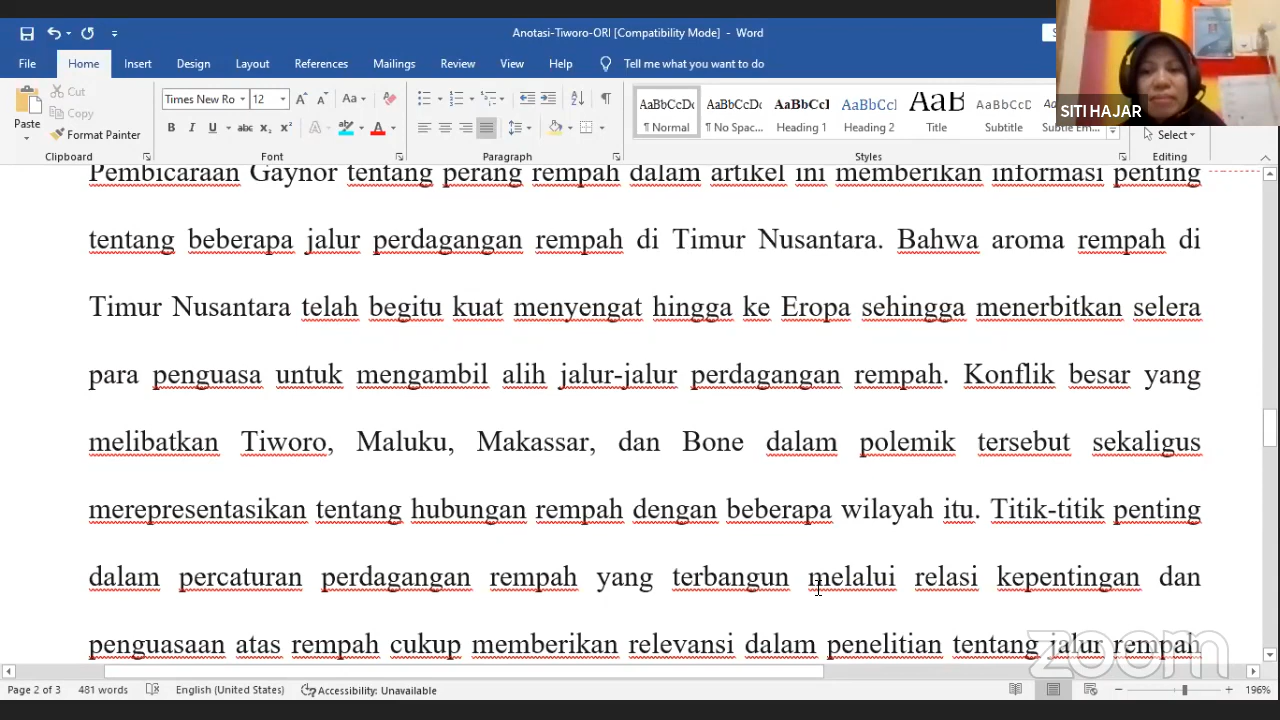 Anotasi-Tiworo-ORI [Compatibility Mode] - Word
SITI HAJAR
File Home Insert Design Layout References Mailings Review View Help Tell me what you want to do
Paste Cut Copy Format Painter
Times New Ro 12
AaBbCcDc AaBbCcDc AaBbCcI AaBbCcD AaB AaBbCcD
¶ Normal ¶ No Spac... Heading 1 Heading 2 Title Subtitle Subtle Em...
Select
Clipboard Font Paragraph Styles Editing
Pembicaraan Gaynor tentang perang rempah dalam artikel ini memberikan informasi penting
tentang beberapa jalur perdagangan rempah di Timur Nusantara. Bahwa aroma rempah di
Timur Nusantara telah begitu kuat menyengat hingga ke Eropa sehingga menerbitkan selera
para penguasa untuk mengambil alih jalur-jalur perdagangan rempah. Konflik besar yang
melibatkan Tiworo, Maluku, Makassar, dan Bone dalam polemik tersebut sekaligus
merepresentasikan tentang hubungan rempah dengan beberapa wilayah itu. Titik-titik penting
dalam percaturan perdagangan rempah yang terbangun melalui relasi kepentingan dan
penguasaan atas rempah cukup memberikan relevansi dalam penelitian tentang jalur rempah
zoom
Page 2 of 3 481 words English (United States) Accessibility: Unavailable 196%